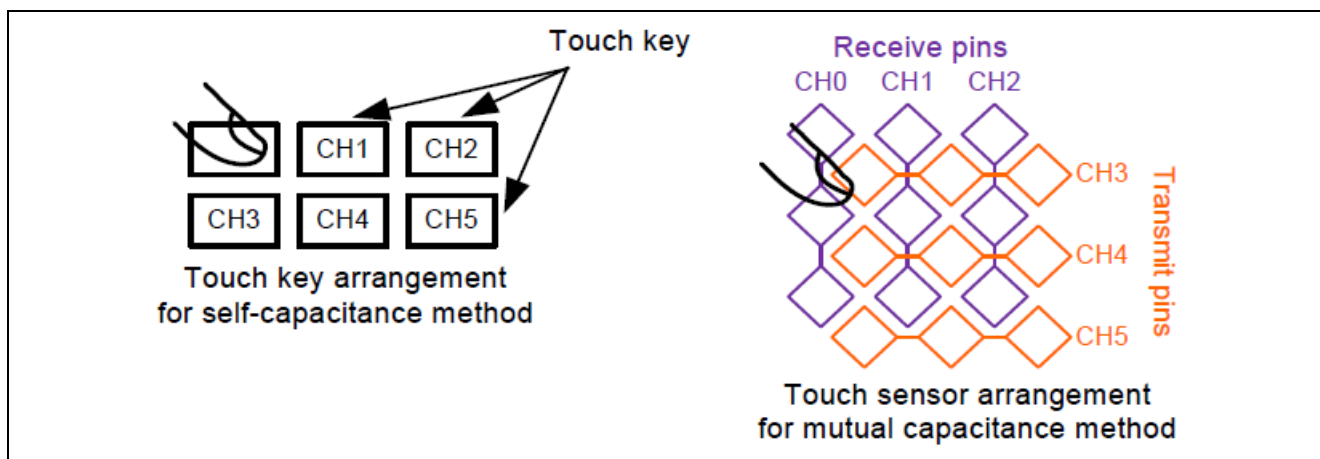 Touch key
CH1
CH2
CH3
CH4
CH5
Touch key arrangement
for self-capacitance method
Receive pins
CH0
CH1
CH2
CH3
CH4
CH5
Transmit pins
Touch sensor arrangement
for mutual capacitance method